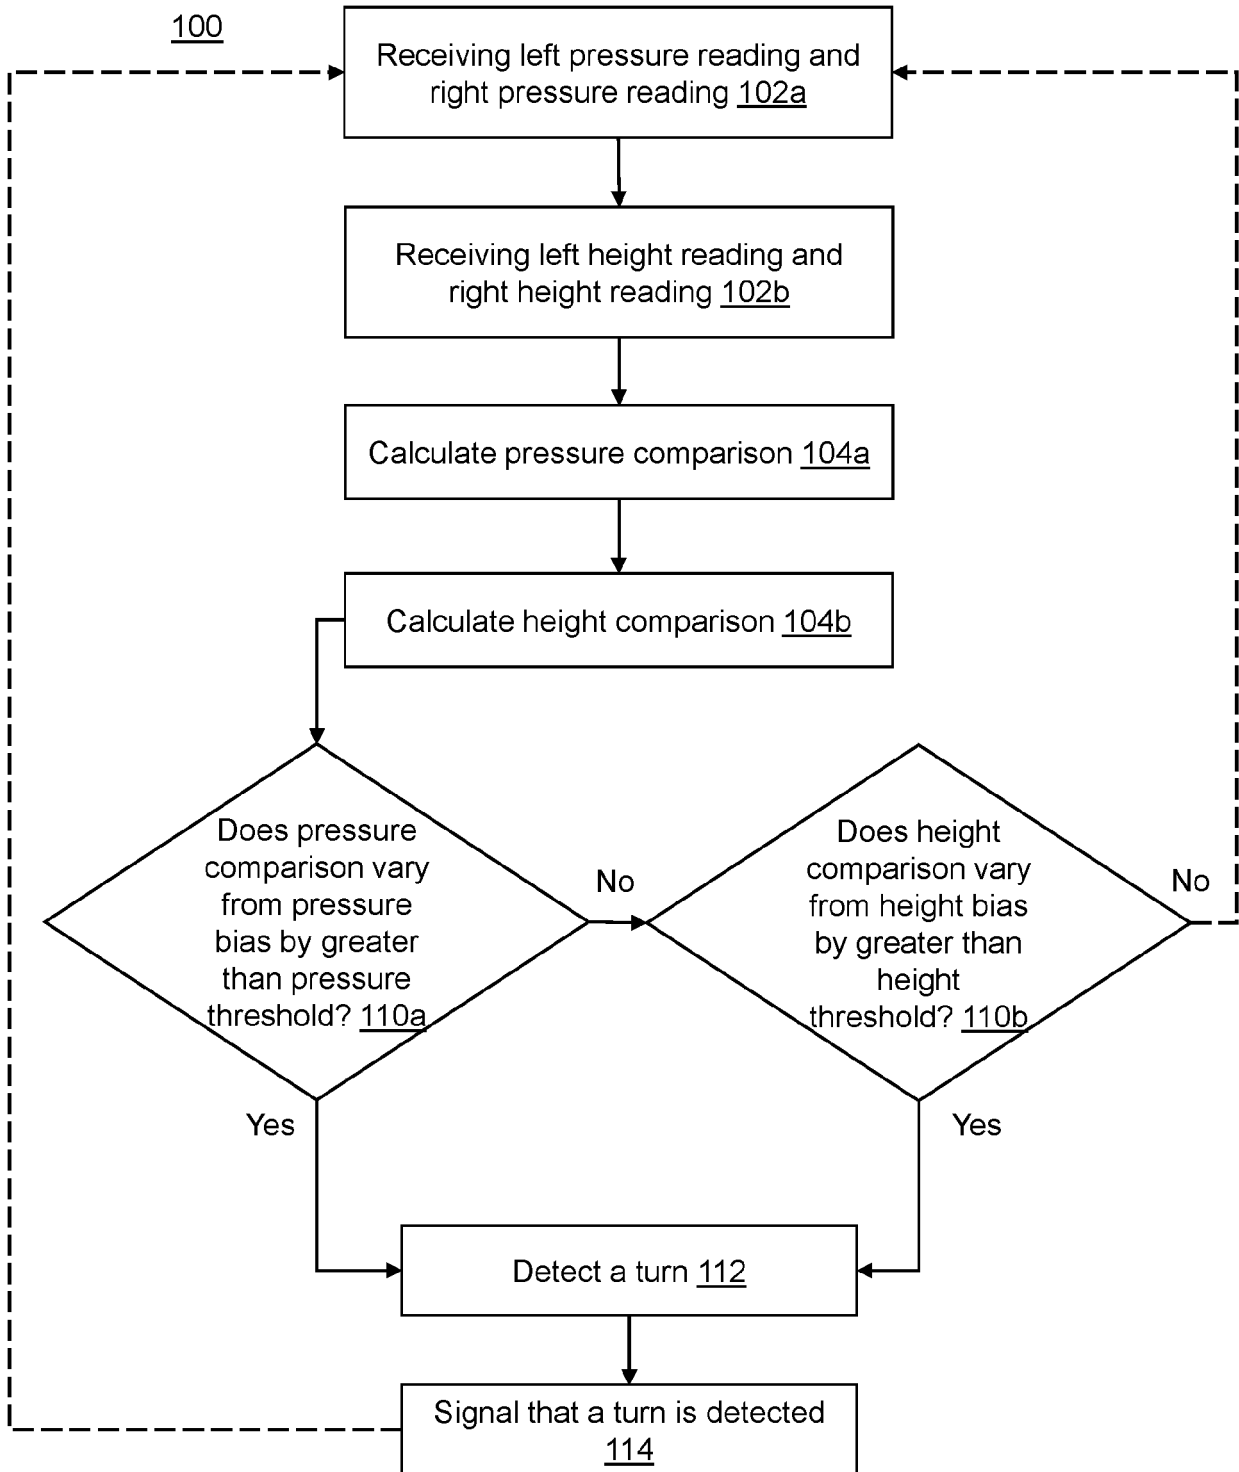 100
Receiving left pressure reading and
right pressure reading 102a
Receiving left height reading and
right height reading 102b
Calculate pressure comparison 104a
Calculate height comparison 104b
Does pressure
comparison vary
from pressure
bias by greater
than pressure
threshold? 110a
No
Does height
comparison vary
from height bias
by greater than
height
threshold? 110b
No
Yes
Yes
Detect a turn 112
Signal that a turn is detected
114